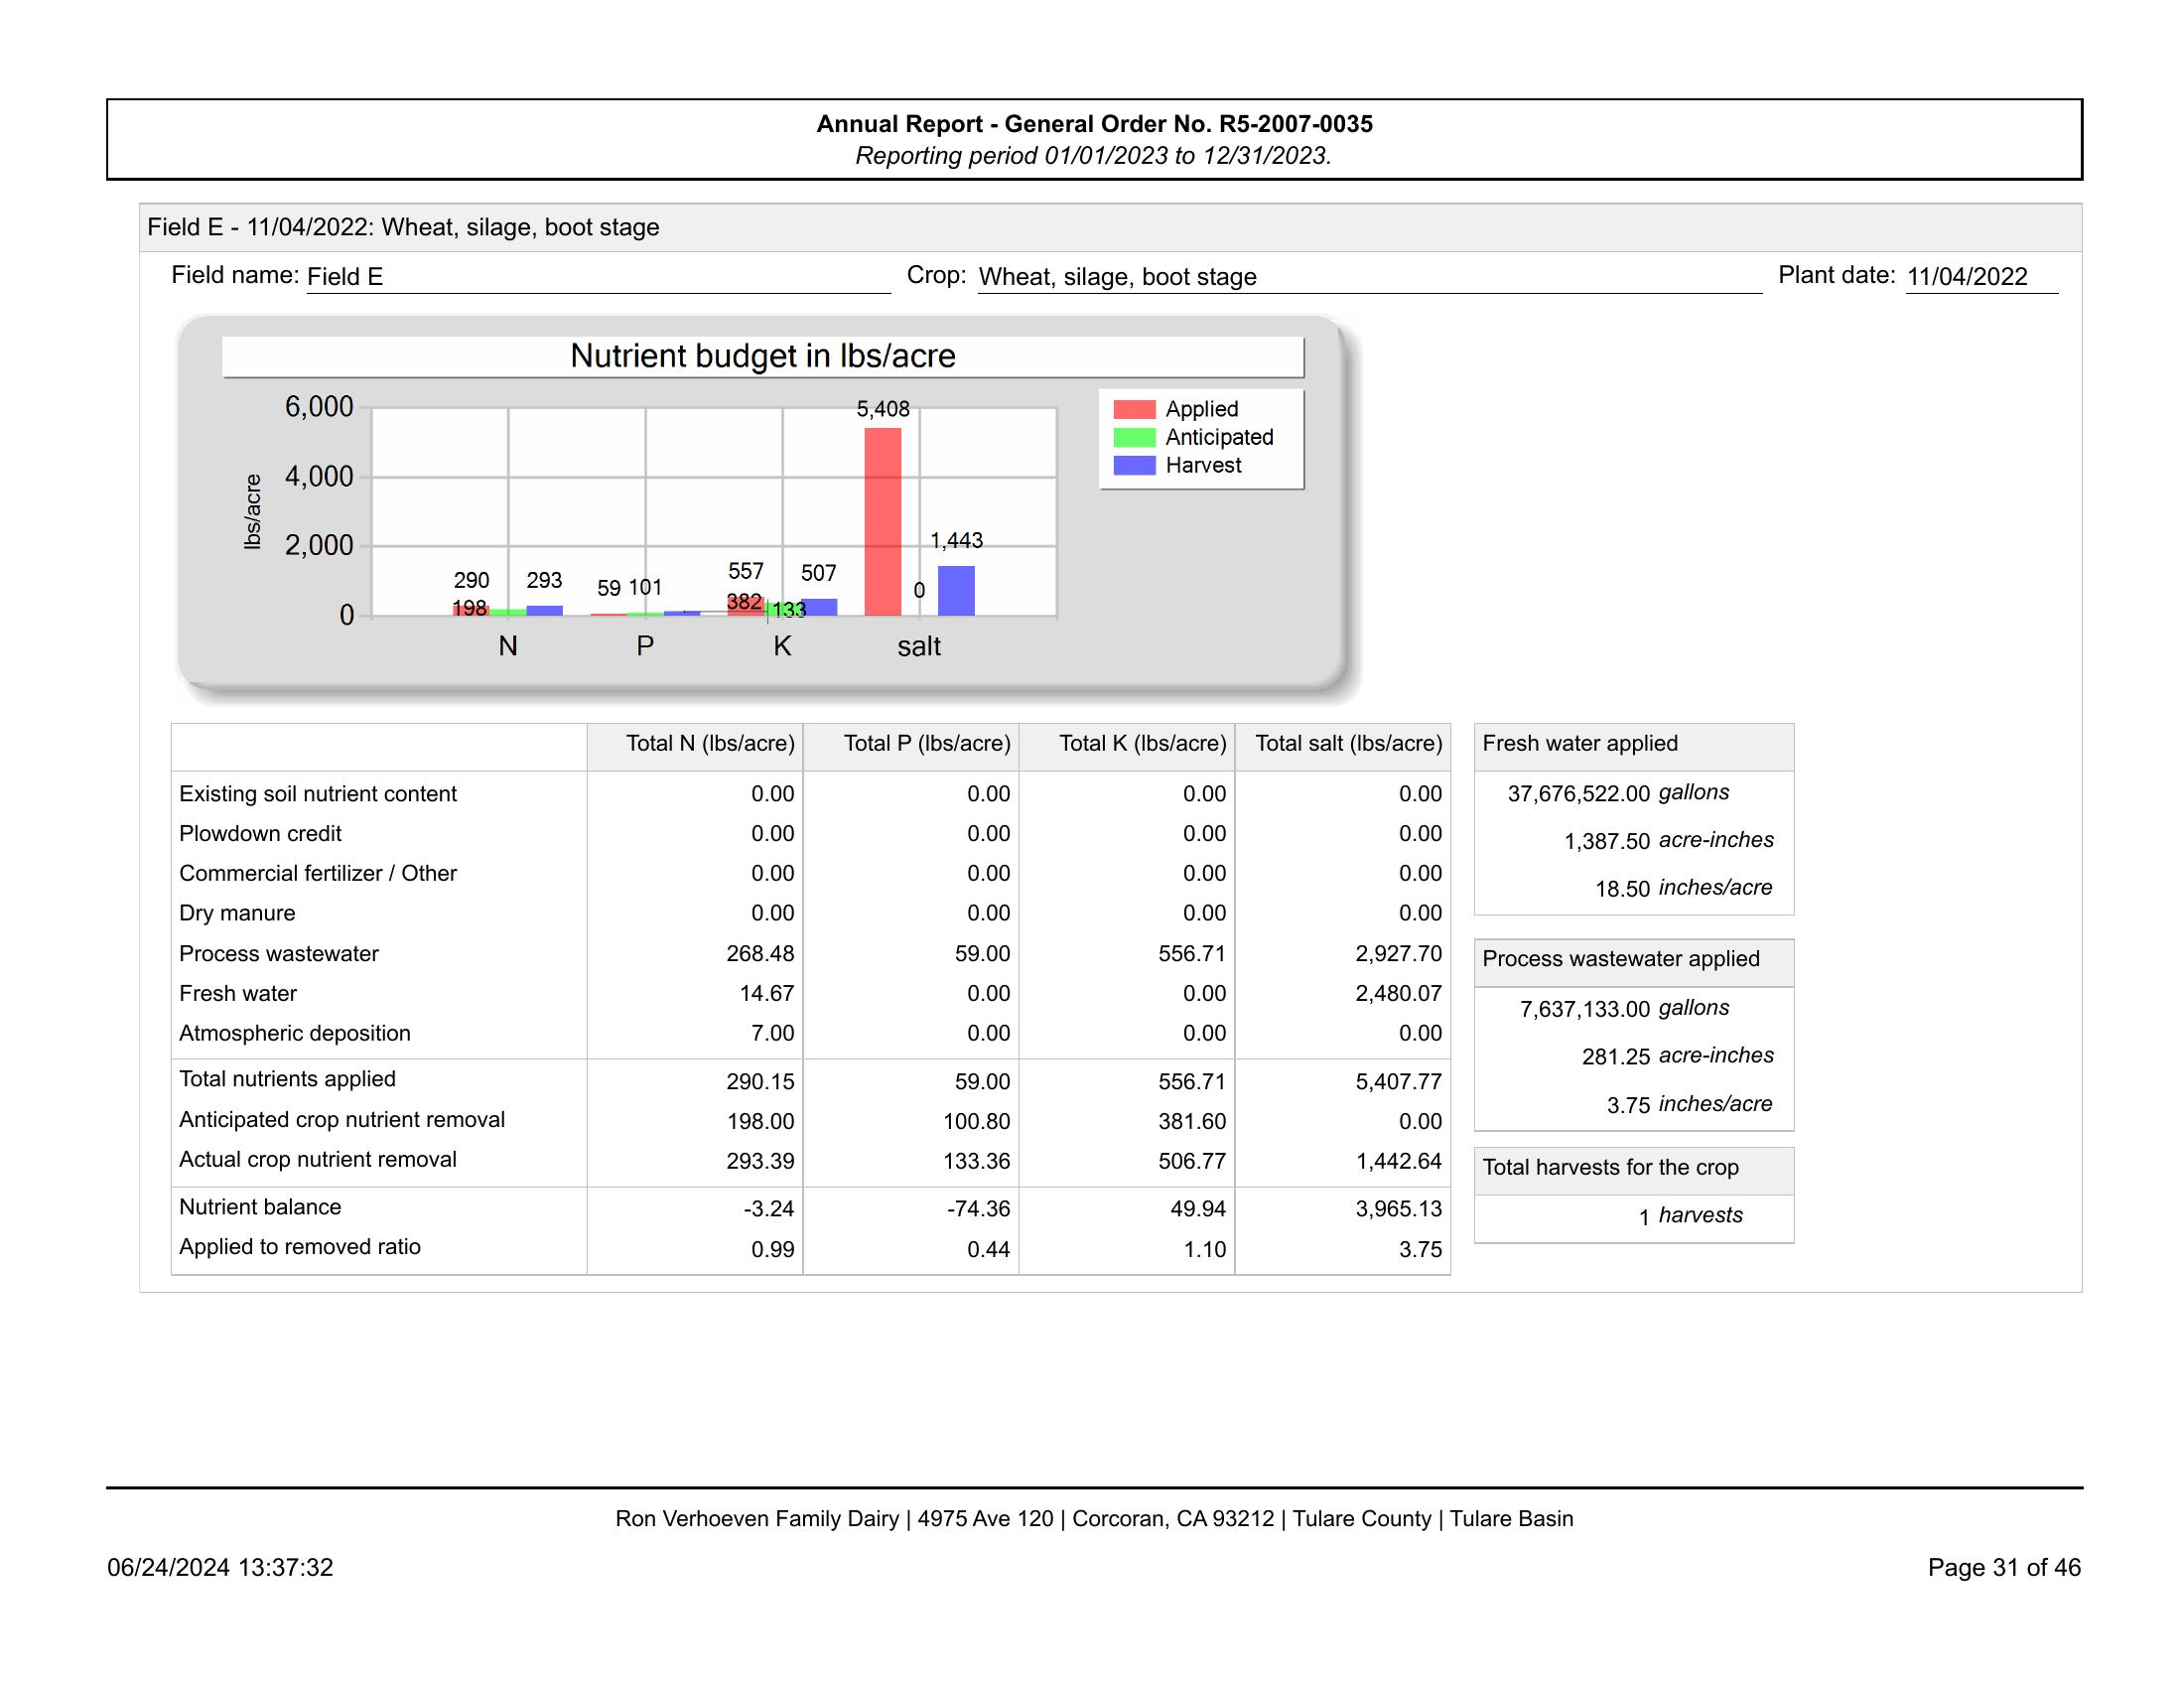 Annual Report - General Order No. R5-2007-0035
Reporting period 01/01/2023 to 12/31/2023.
Field E - 11/04/2022: Wheat, silage, boot stage
Field name: Field E Crop: Wheat, silage, boot stage Plant date: 11/04/2022
Nutrient budget in lbs/acre
6,000
4,000
2,000
0
lbs/acre
290 293 59 101 557 507 5,408 0 1,443
198 382 133
N P K salt
Applied
Anticipated
Harvest
Total N (lbs/acre) Total P (lbs/acre) Total K (lbs/acre) Total salt (lbs/acre)
Existing soil nutrient content 0.00 0.00 0.00 0.00
Plowdown credit 0.00 0.00 0.00 0.00
Commercial fertilizer / Other 0.00 0.00 0.00 0.00
Dry manure 0.00 0.00 0.00 0.00
Process wastewater 268.48 59.00 556.71 2,927.70
Fresh water 14.67 0.00 0.00 2,480.07
Atmospheric deposition 7.00 0.00 0.00 0.00
Total nutrients applied 290.15 59.00 556.71 5,407.77
Anticipated crop nutrient removal 198.00 100.80 381.60 0.00
Actual crop nutrient removal 293.39 133.36 506.77 1,442.64
Nutrient balance -3.24 -74.36 49.94 3,965.13
Applied to removed ratio 0.99 0.44 1.10 3.75
Fresh water applied
37,676,522.00 gallons
1,387.50 acre-inches
18.50 inches/acre
Process wastewater applied
7,637,133.00 gallons
281.25 acre-inches
3.75 inches/acre
Total harvests for the crop
1 harvests
Ron Verhoeven Family Dairy | 4975 Ave 120 | Corcoran, CA 93212 | Tulare County | Tulare Basin
06/24/2024 13:37:32 Page 31 of 46